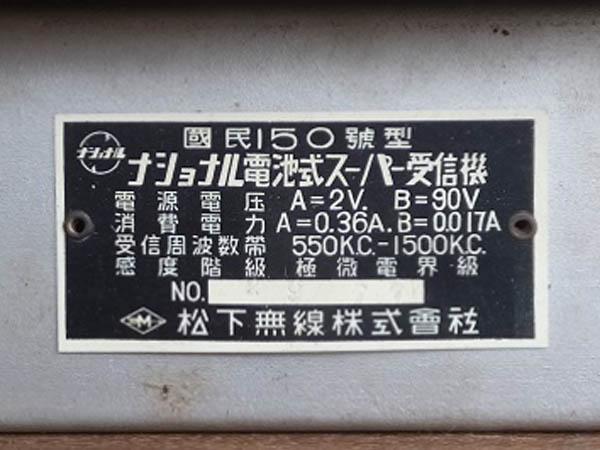 國民150號型
ナショナル
ナショナル電池式スーパー受信機
電源電圧 A=2V. B=90V
消費電力 A=0.36A. B=0.017A
受信周波数帯 550K.C.-1500K.C.
感度階級 極微電界級
NO.
M 松下無線株式會社